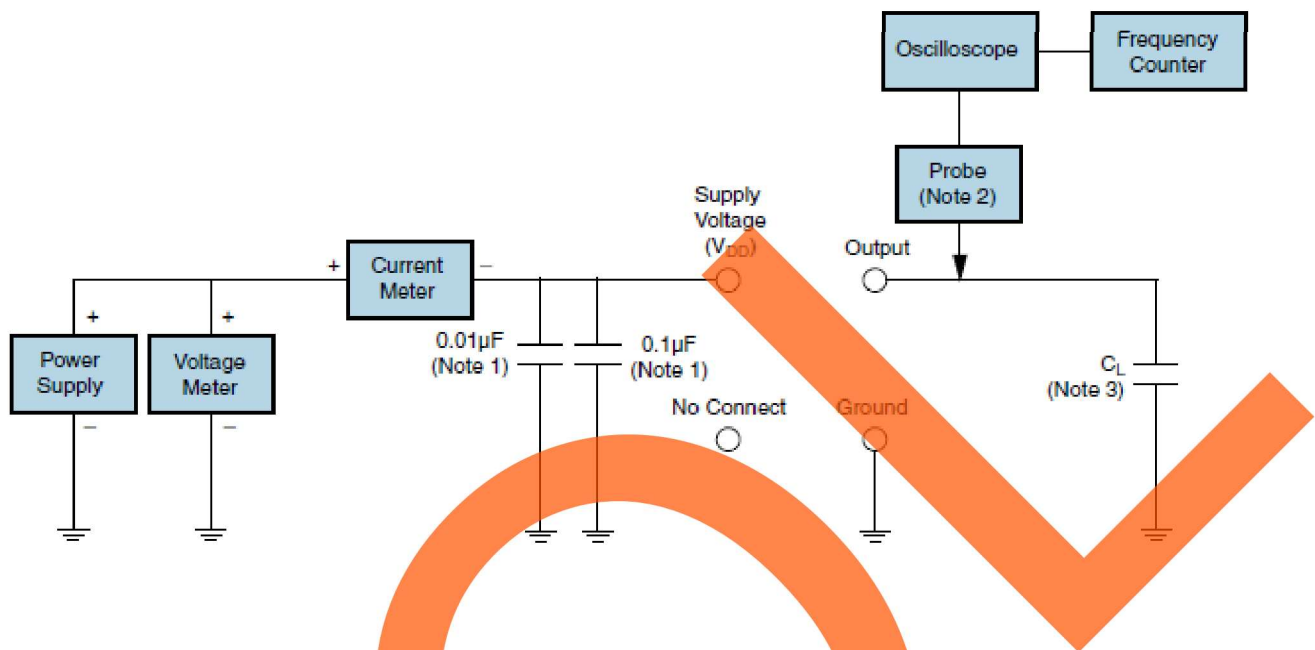 Oscilloscope
Frequency
Counter
Probe
(Note 2)
Supply
Voltage
(VDD)
Output
+
Current
Meter
−
+
Power
Supply
−
+
Voltage
Meter
−
0.01µF
(Note 1)
0.1µF
(Note 1)
CL
(Note 3)
No Connect
Ground